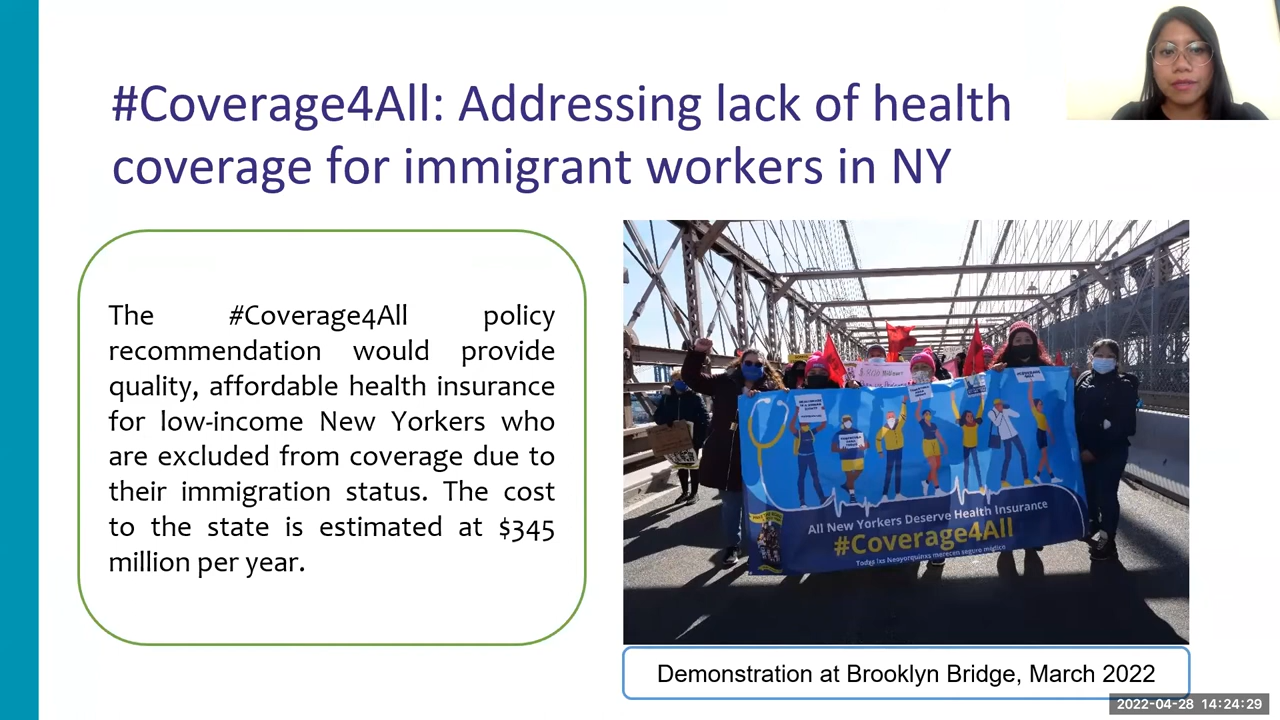 #Coverage4All: Addressing lack of health
coverage for immigrant workers in NY
The #Coverage4All policy
recommendation would provide
quality, affordable health insurance
for low-income New Yorkers who
are excluded from coverage due to
their immigration status. The cost
to the state is estimated at $345
million per year.
All New Yorkers Deserve Health Insurance
#Coverage4All
Todas lxs Neoyorquinxs merecen seguro médico
Demonstration at Brooklyn Bridge, March 2022
2022-04-28 14:24:29